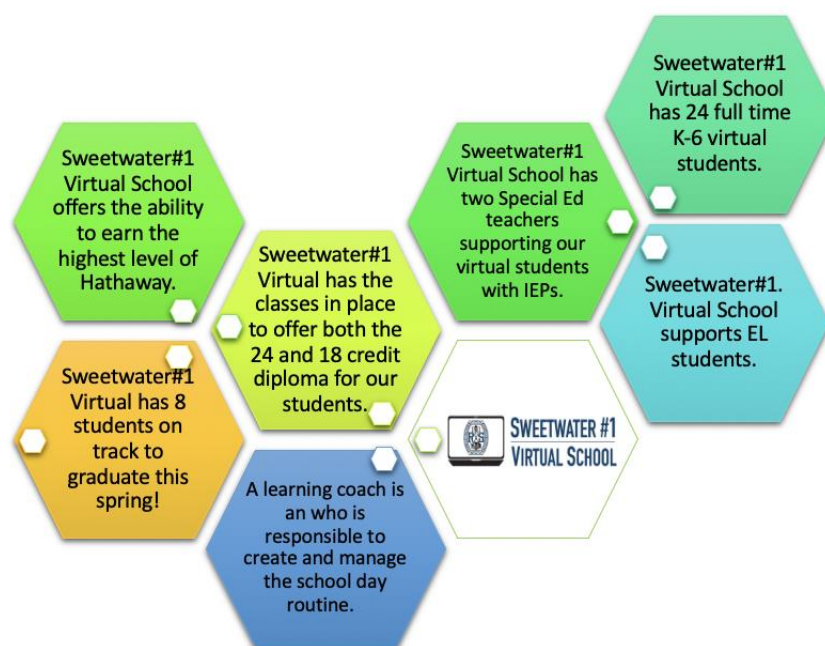 Sweetwater#1
Virtual School
offers the ability
to earn the
highest level of
Hathaway.
Sweetwater#1
Virtual has 8
students on
track to
graduate this
spring!
Sweetwater#1
Virtual has the
classes in place
to offer both the
24 and 18 credit
diploma for our
students.
A learning coach is
an who is
responsible to
create and manage
the school day
routine.
Sweetwater#1
Virtual School has
two Special Ed
teachers
supporting our
virtual students
with IEPs.
SWEETWATER #1
VIRTUAL SCHOOL
Sweetwater#1
Virtual School
has 24 full time
K-6 virtual
students.
Sweetwater#1.
Virtual School
supports EL
students.